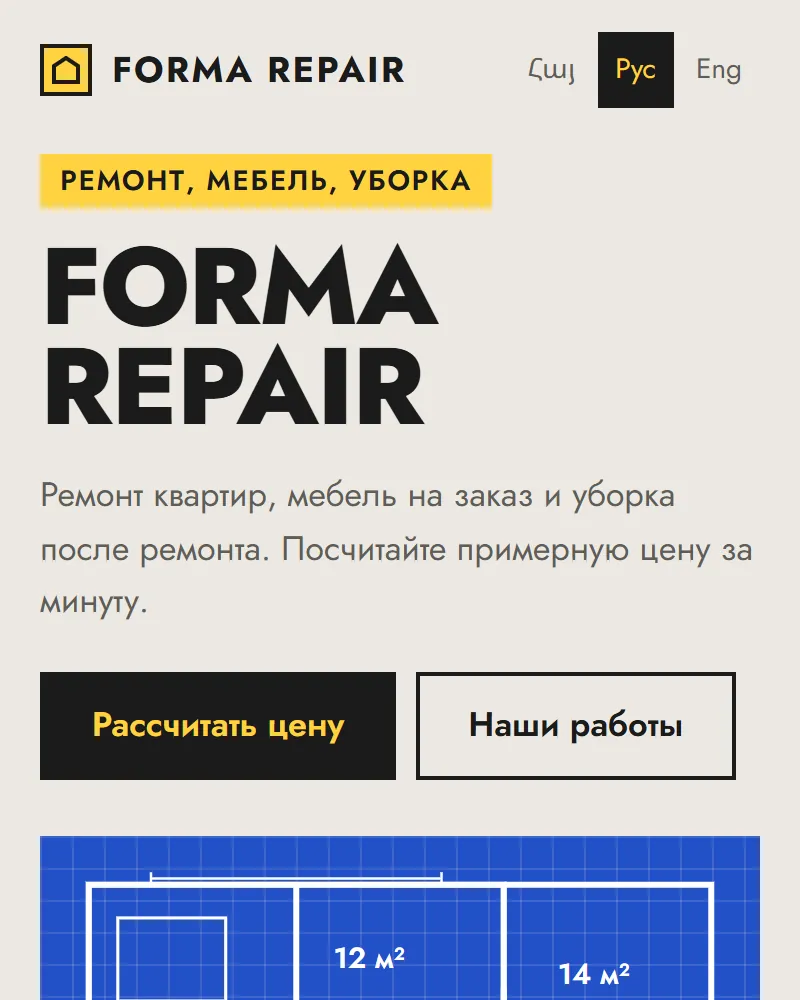 FORMA REPAIR
Հայ
Рус
Eng
РЕМОНТ, МЕБЕЛЬ, УБОРКА
FORMA
REPAIR
Ремонт квартир, мебель на заказ и уборка
после ремонта. Посчитайте примерную цену за
минуту.
Рассчитать цену
Наши работы
12 м²
14 м²